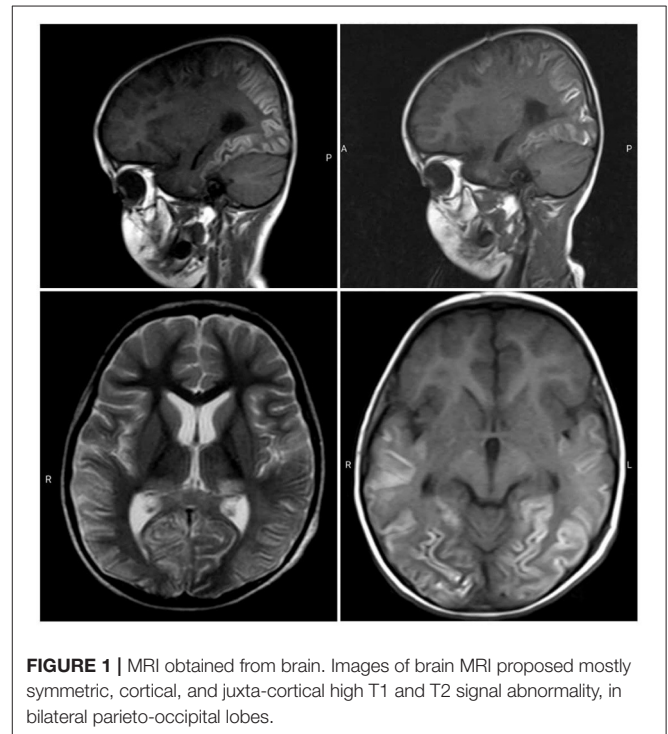 P
A
P
R
R
L
FIGURE 1 | MRI obtained from brain. Images of brain MRI proposed mostly
symmetric, cortical, and juxta-cortical high T1 and T2 signal abnormality, in
bilateral parieto-occipital lobes.